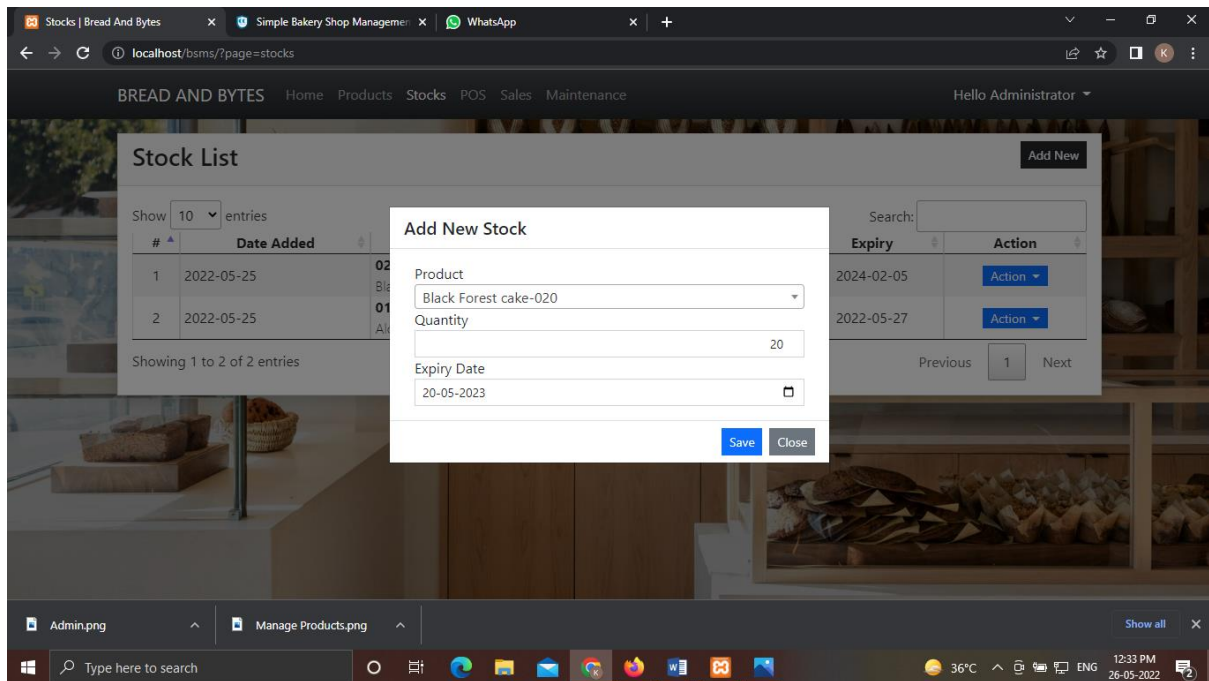 Stocks | Bread And Bytes
Simple Bakery Shop Managemen
WhatsApp
localhost/bsms/?page=stocks
K
BREAD AND BYTES Home Products Stocks POS Sales Maintenance Hello Administrator
Stock List Add New
Show 10 entries Search:
# Date Added Expiry Action
1 2022-05-25 02 2024-02-05 Action
2 2022-05-25 01 2022-05-27 Action
Showing 1 to 2 of 2 entries Previous 1 Next
Add New Stock
Product
Black Forest cake-020
Quantity
20
Expiry Date
20-05-2023
Save Close
Admin.png Manage Products.png Show all
Type here to search 36°C ENG 12:33 PM
26-05-2022
2